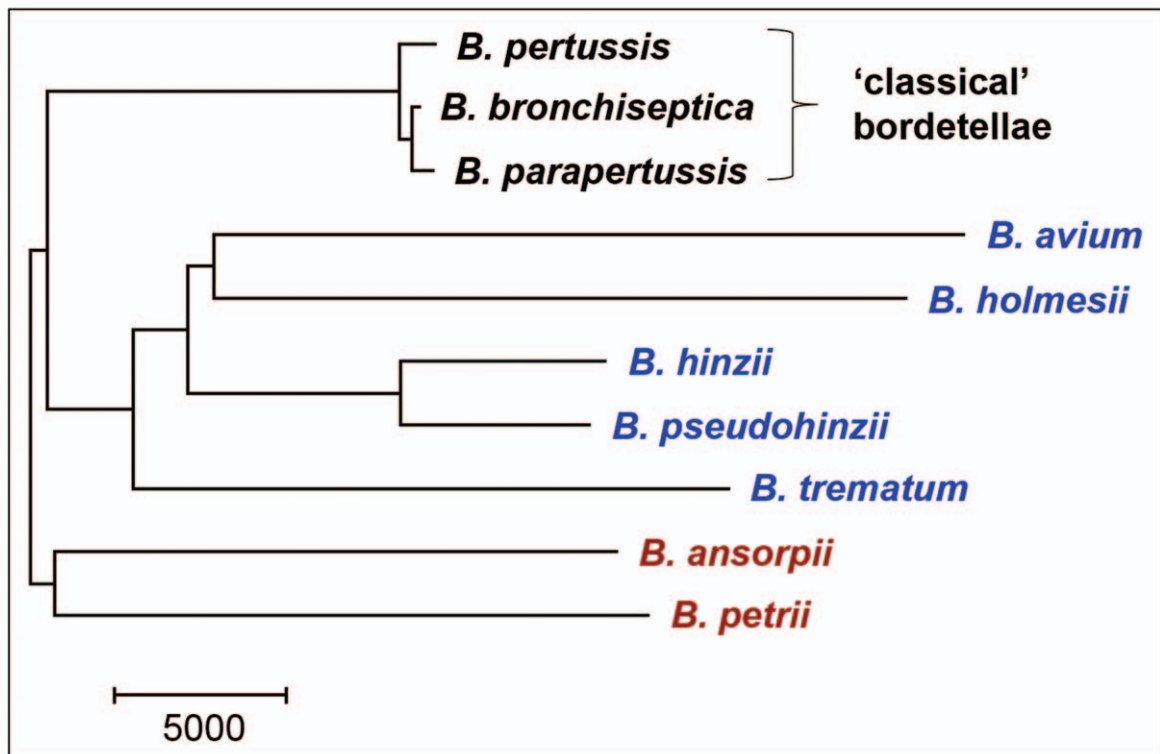 B. pertussis
B. bronchiseptica
B. parapertussis
‘classical’
bordetellae
B. avium
B. holmesii
B. hinzii
B. pseudohinzii
B. trematum
B. ansorpii
B. petrii
5000